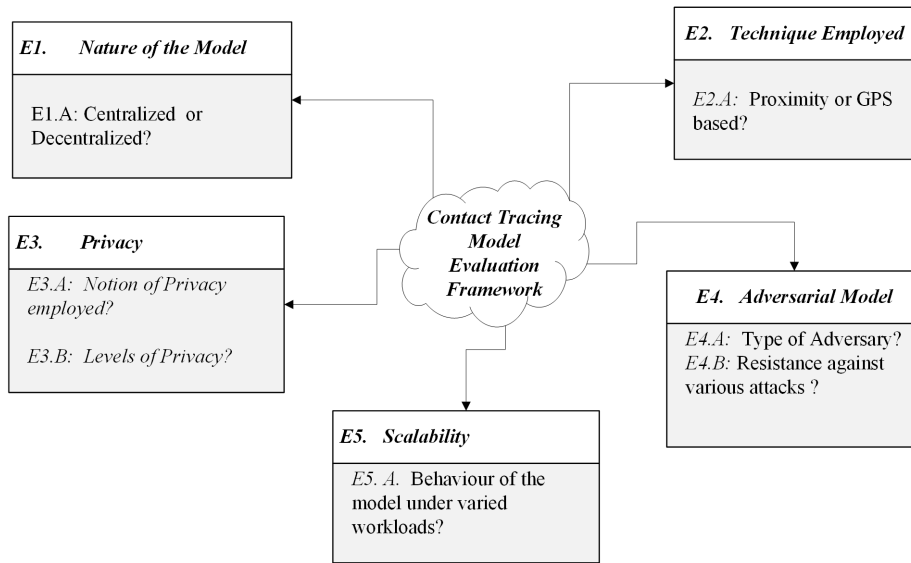 E1. Nature of the Model
E1.A: Centralized or
Decentralized?
E2. Technique Employed
E2.A: Proximity or GPS
based?
Contact Tracing
Model
Evaluation
Framework
E3. Privacy
E3.A: Notion of Privacy
employed?
E3.B: Levels of Privacy?
E4. Adversarial Model
E4.A: Type of Adversary?
E4.B: Resistance against
various attacks ?
E5. Scalability
E5. A. Behaviour of the
model under varied
workloads?